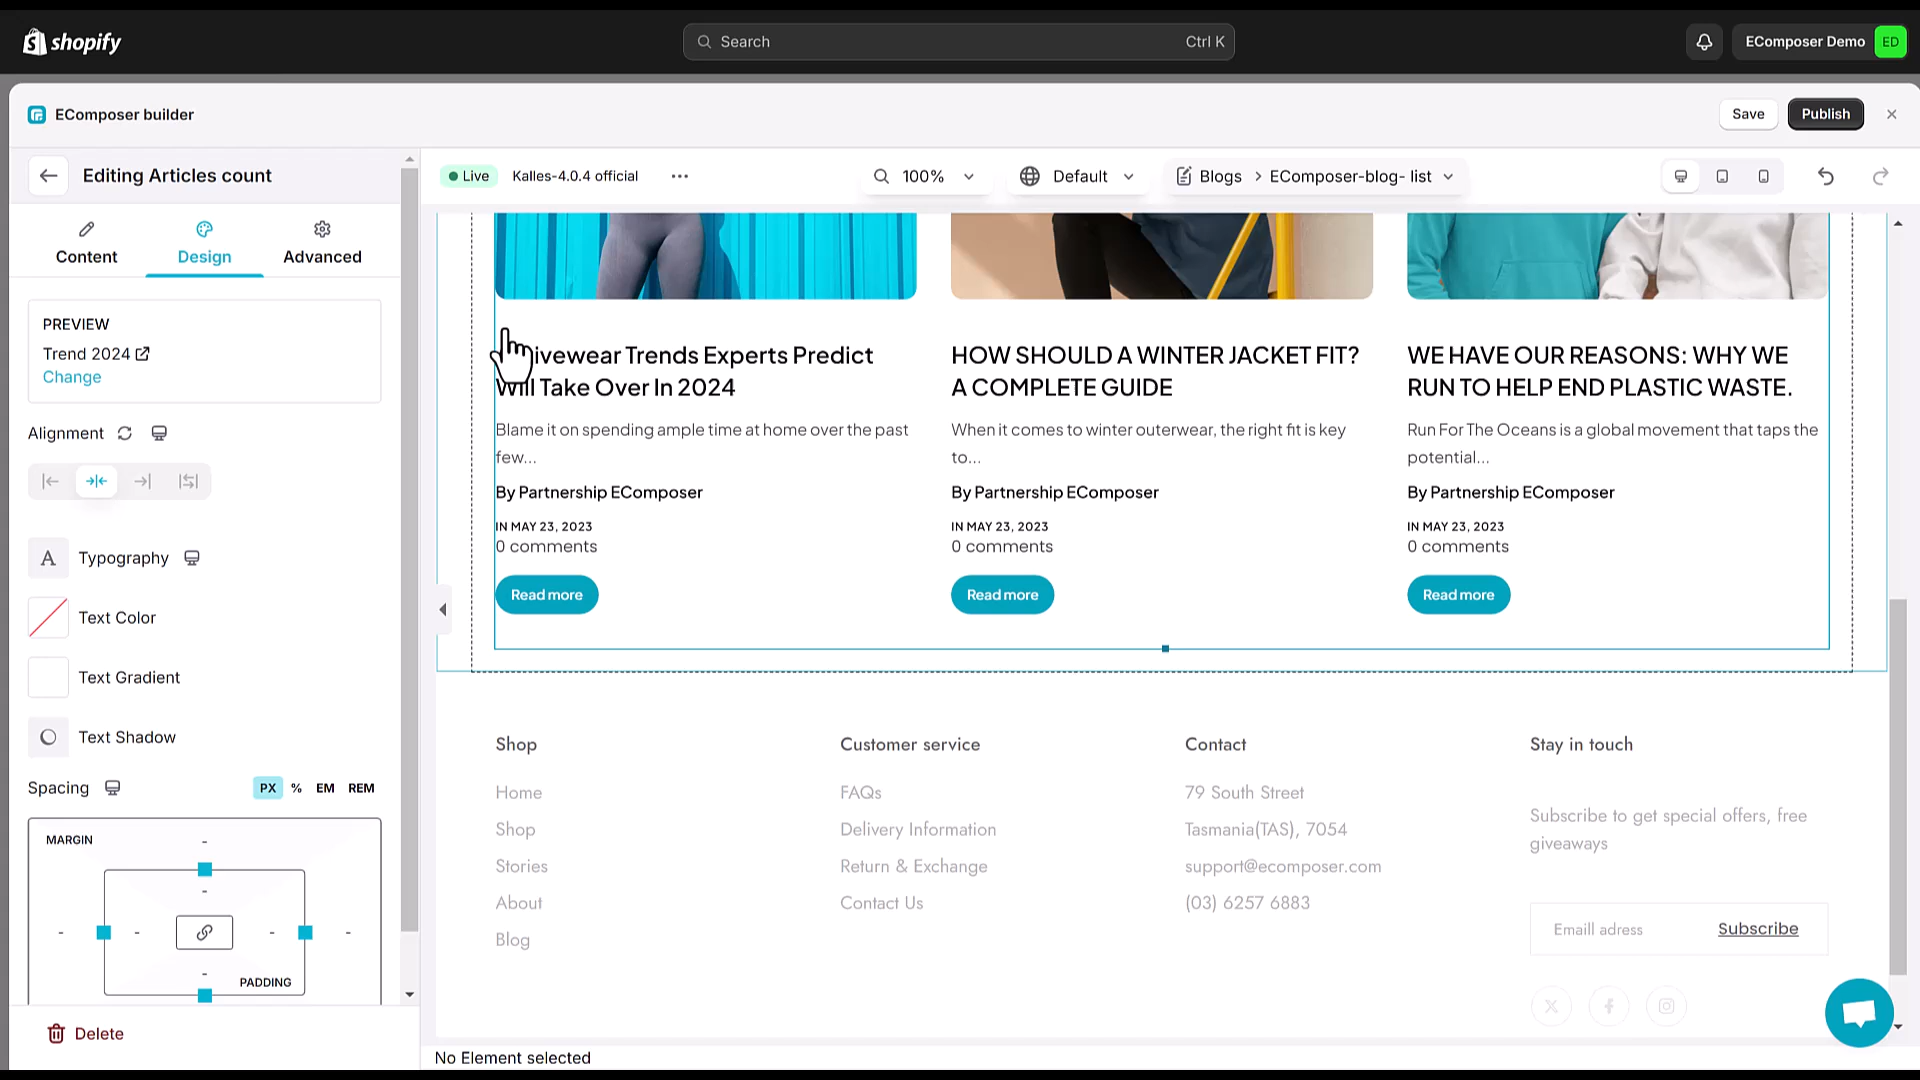 shopify
Search
Ctrl K
EComposer Demo
ED
EComposer builder
Save
Publish
Editing Articles count
Live
Kalles-4.0.4 official
100%
Default
Blogs
EComposer-blog- list
Content
Design
Advanced
PREVIEW
Trend 2024
Change
Alignment
Typography
Text Color
Text Gradient
Text Shadow
Spacing
PX
%
EM
REM
MARGIN
-
-
-
-
-
-
-
PADDING
Delete
ivewear Trends Experts Predict
Will Take Over In 2024
Blame it on spending ample time at home over the past
few...
By Partnership EComposer
IN MAY 23, 2023
0 comments
Read more
HOW SHOULD A WINTER JACKET FIT?
A COMPLETE GUIDE
When it comes to winter outerwear, the right fit is key
to...
By Partnership EComposer
IN MAY 23, 2023
0 comments
Read more
WE HAVE OUR REASONS: WHY WE
RUN TO HELP END PLASTIC WASTE.
Run For The Oceans is a global movement that taps the
potential...
By Partnership EComposer
IN MAY 23, 2023
0 comments
Read more
Shop
Home
Shop
Stories
About
Blog
Customer service
FAQs
Delivery Information
Return & Exchange
Contact Us
Contact
79 South Street
Tasmania(TAS), 7054
support@ecomposer.com
(03) 6257 6883
Stay in touch
Subscribe to get special offers, free
giveaways
Emaill adress
Subscribe
No Element selected